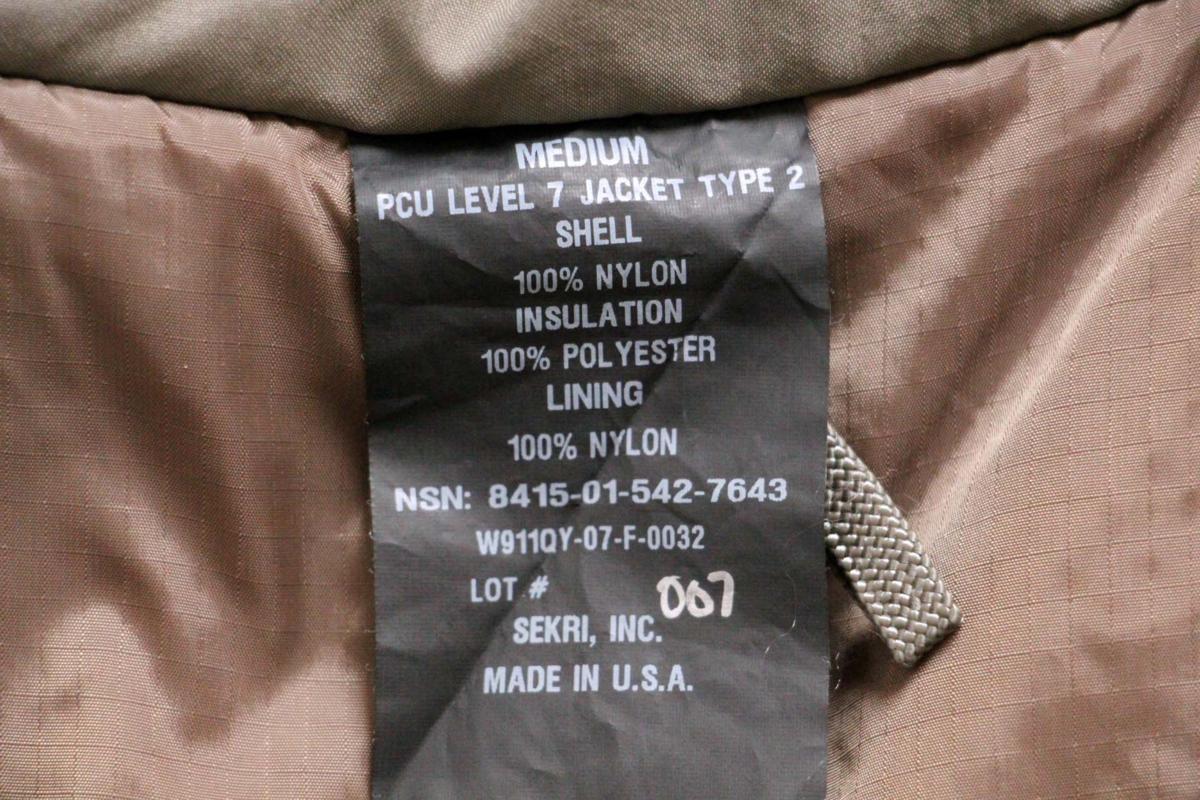 MEDIUM
PCU LEVEL 7 JACKET TYPE 2
SHELL
100% NYLON
INSULATION
100% POLYESTER
LINING
100% NYLON
NSN: 8415-01-542-7643
W911QY-07-F-0032
LOT # 007
SEKRI, INC.
MADE IN U.S.A.